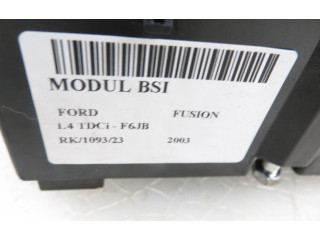 MODUL BSI
FORD FUSION
1.4 TDCi - F6JB
RK/1093/23 2003